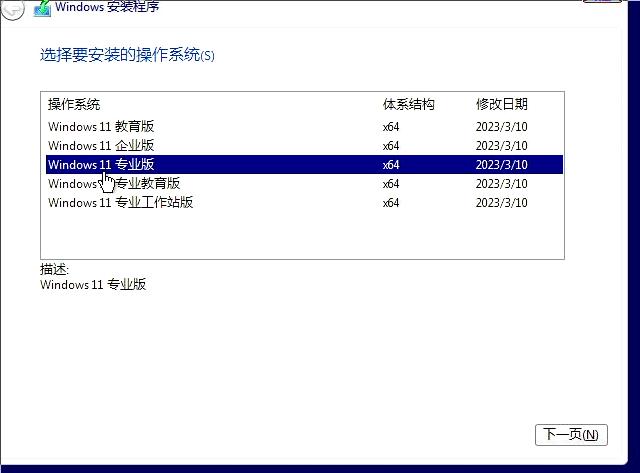 Windows 安装程序
选择要安装的操作系统(S)
操作系统 体系结构 修改日期
Windows 11 教育版 x64 2023/3/10
Windows 11 企业版 x64 2023/3/10
Windows 11 专业版 x64 2023/3/10
Windows 11 专业教育版 x64 2023/3/10
Windows 11 专业工作站版 x64 2023/3/10
描述:
Windows 11 专业版
下一页(N)